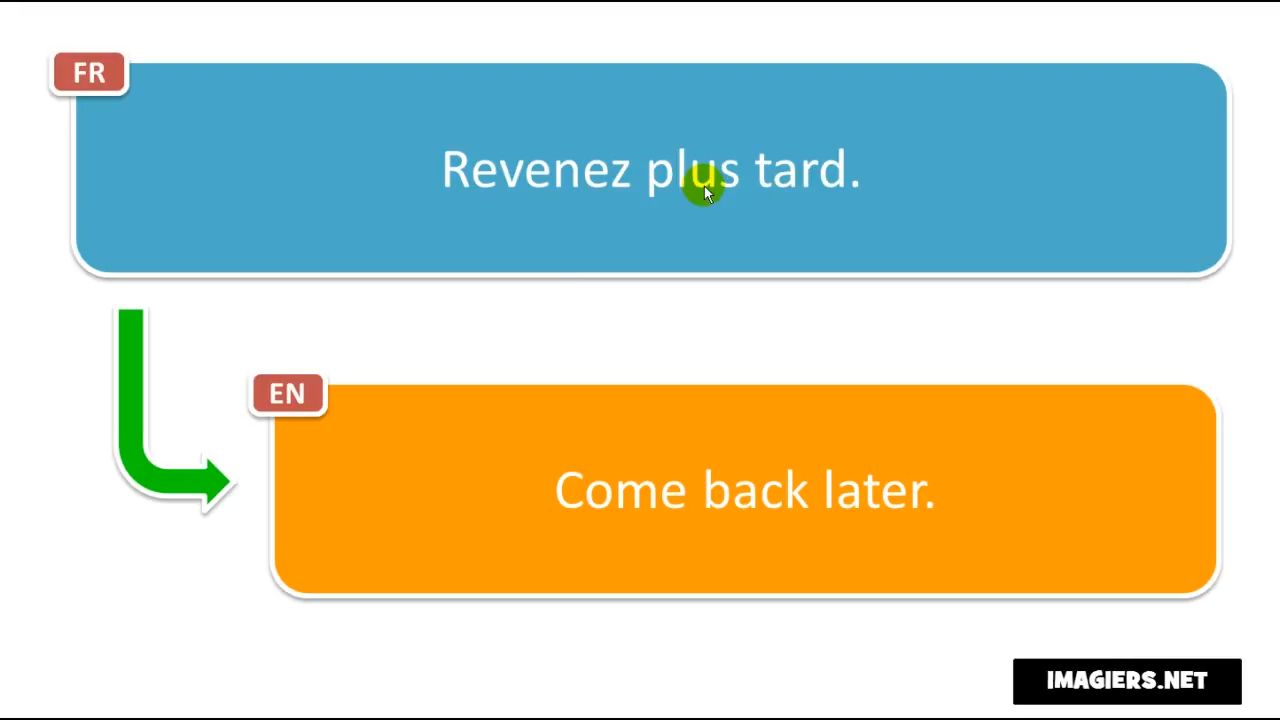 FR
Revenez plus tard.
EN
Come back later.
IMAGIERS.NET